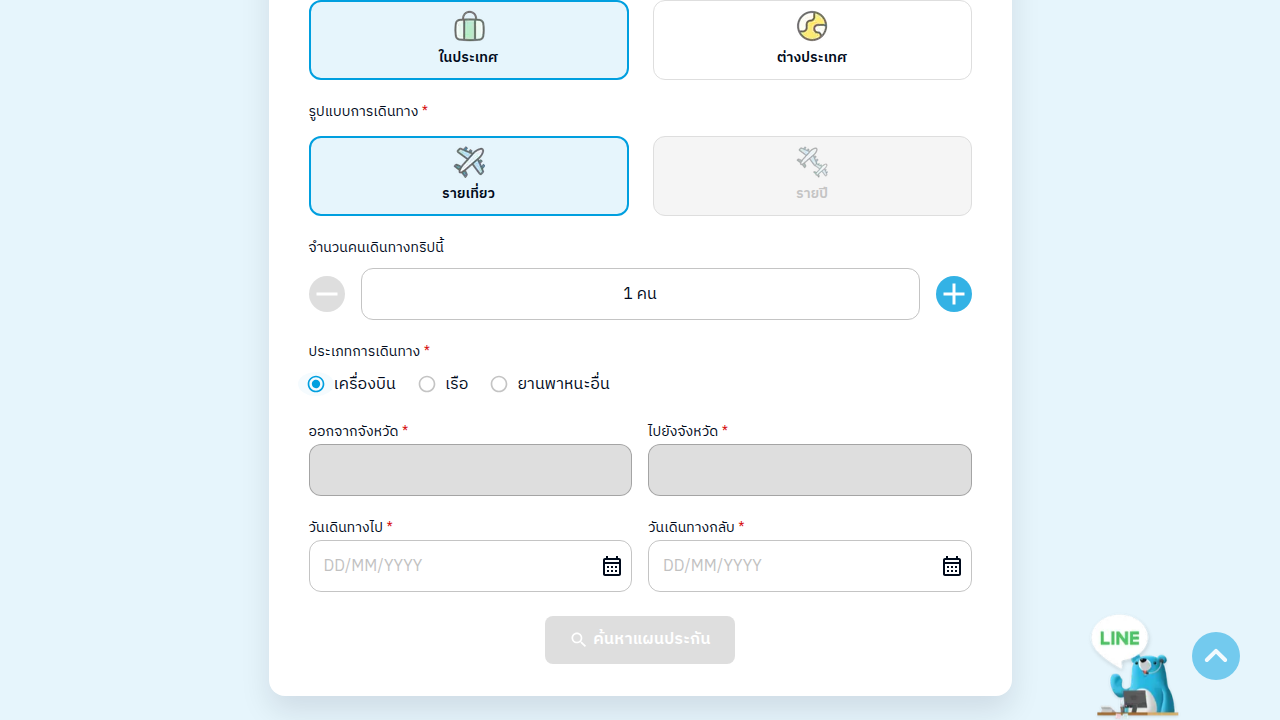 ในประเทศ
ต่างประเทศ
รูปแบบการเดินทาง *
รายเที่ยว
รายปี
จำนวนคนเดินทางทริปนี้
1 คน
ประเภทการเดินทาง *
เครื่องบิน
เรือ
ยานพาหนะอื่น
ออกจากจังหวัด *
ไปยังจังหวัด *
วันเดินทางไป *
วันเดินทางกลับ *
DD/MM/YYYY
DD/MM/YYYY
ค้นหาแผนประกัน
LINE